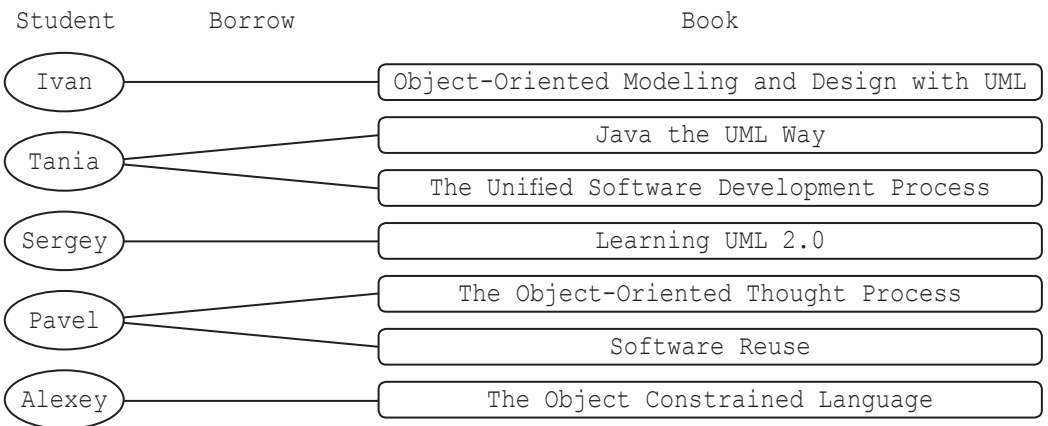 Student Borrow Book
Ivan Object-Oriented Modeling and Design with UML
Java the UML Way
Tania
The Unified Software Development Process
Sergey Learning UML 2.0
The Object-Oriented Thought Process
Pavel
Software Reuse
Alexey The Object Constrained Language